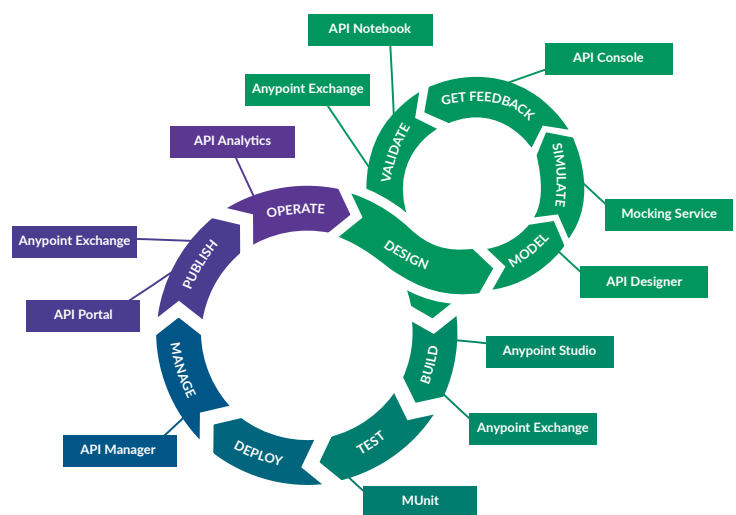 API Notebook
API Console
Anypoint Exchange
GET FEEDBACK
API Analytics
VALIDATE
SIMULATE
OPERATE
Mocking Service
Anypoint Exchange
PUBLISH
DESIGN
MODEL
API Designer
API Portal
Anypoint Studio
MANAGE
BUILD
Anypoint Exchange
API Manager
DEPLOY
TEST
MUnit